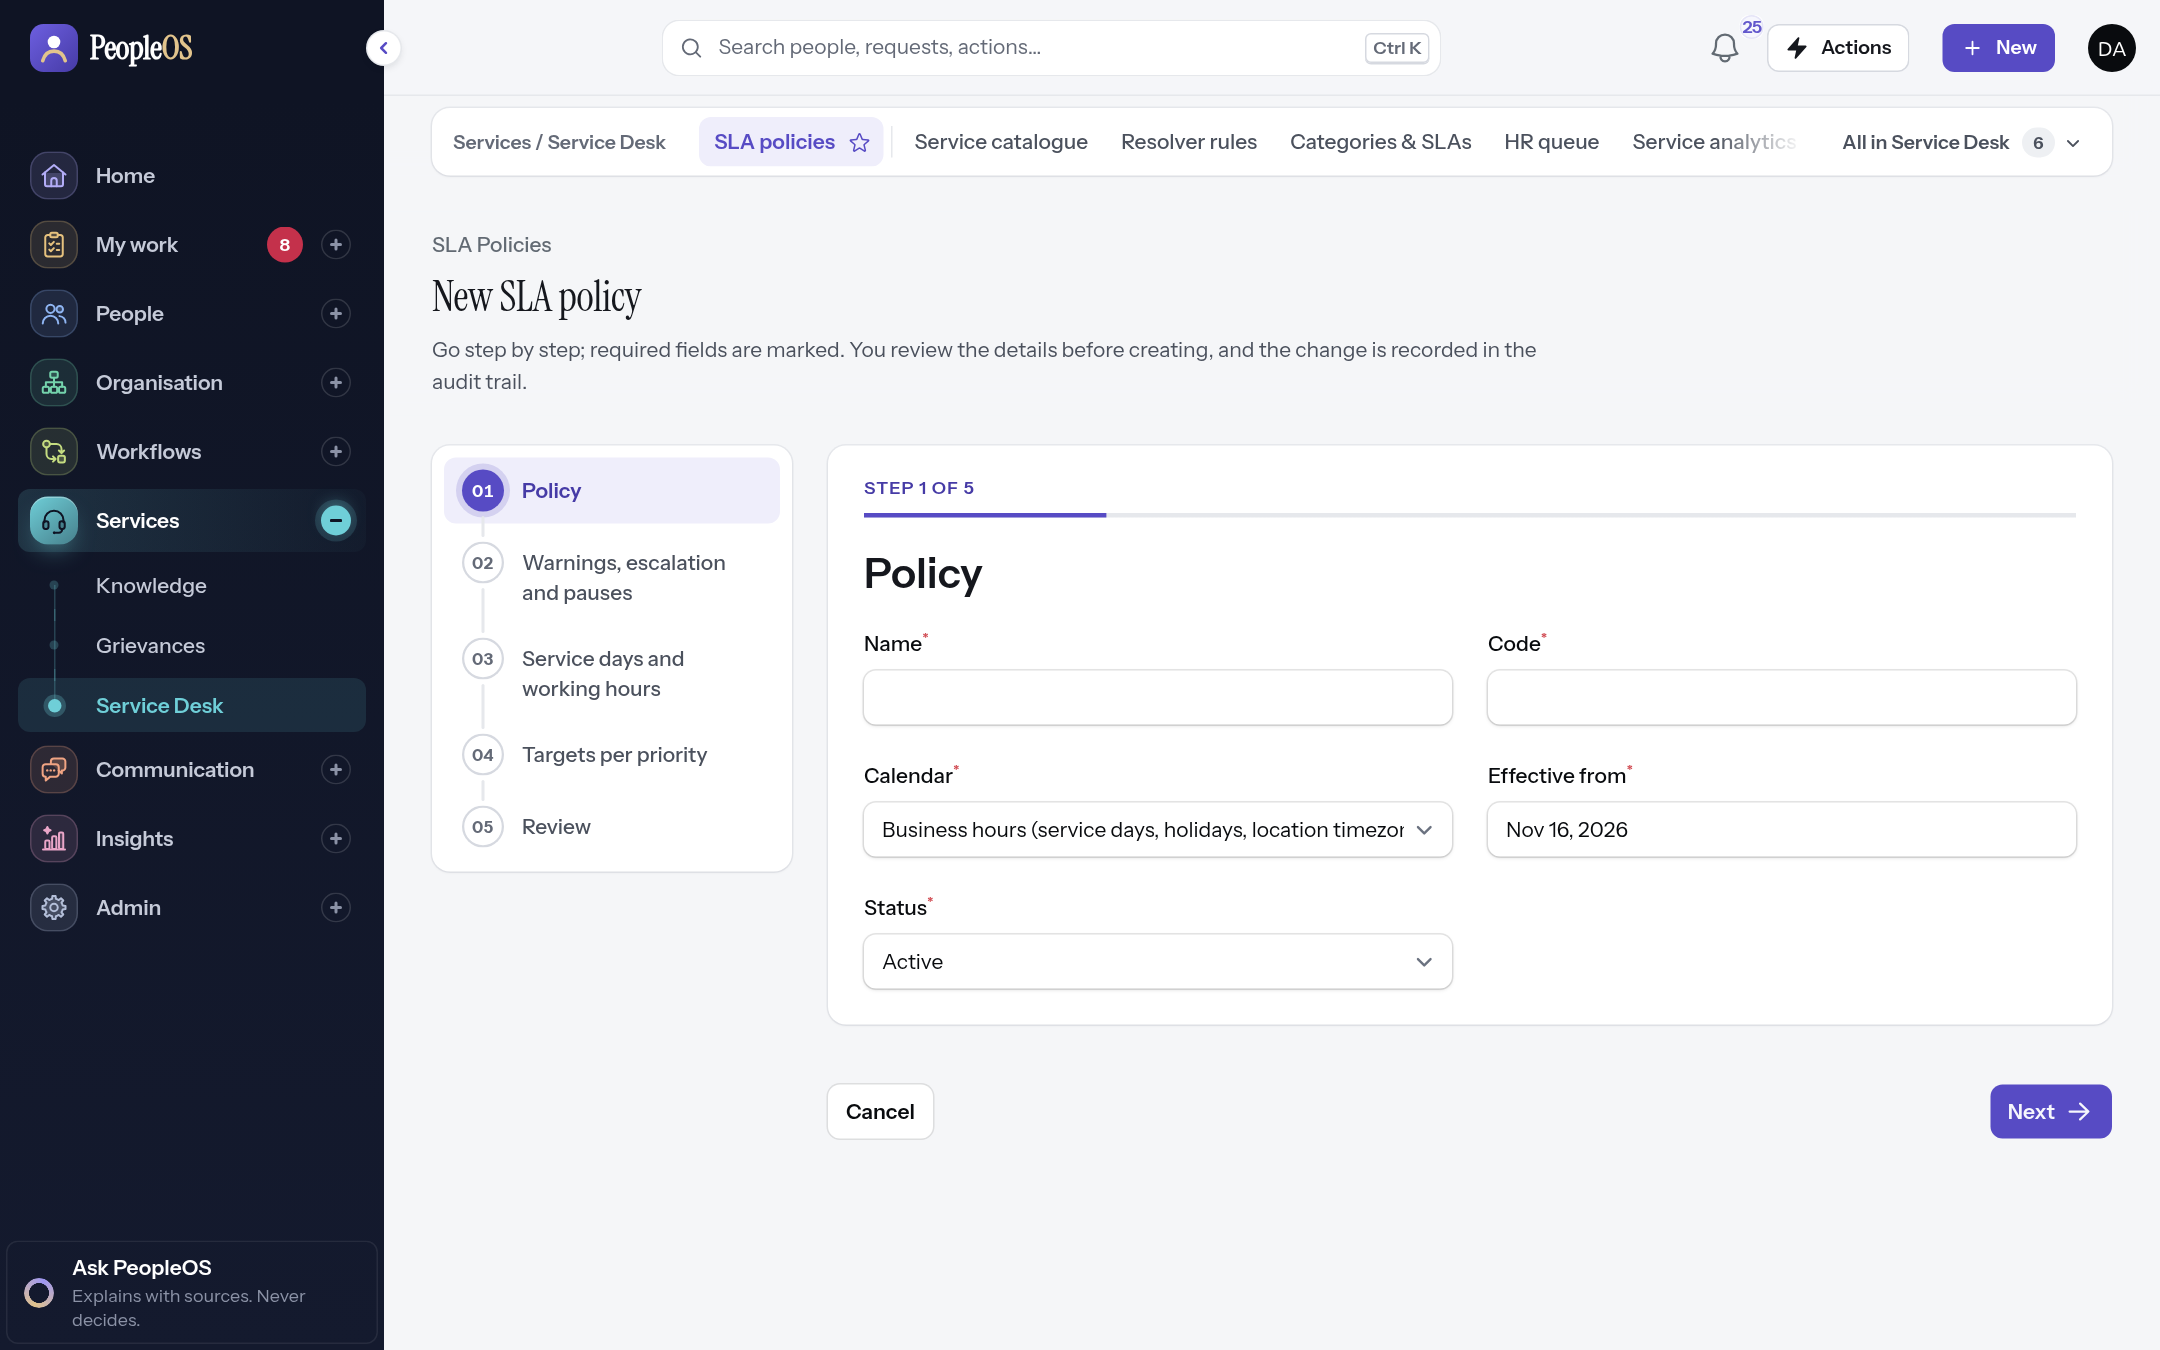 PeopleOS
Search people, requests, actions...
Ctrl K
25
Actions
New
DA
Home
My work
8
People
Organisation
Workflows
Services
Knowledge
Grievances
Service Desk
Communication
Insights
Admin
Ask PeopleOS
Explains with sources. Never
decides.
Services / Service Desk
SLA policies
Service catalogue
Resolver rules
Categories & SLAs
HR queue
Service analytics
All in Service Desk
6
SLA Policies
New SLA policy
Go step by step; required fields are marked. You review the details before creating, and the change is recorded in the
audit trail.
01
Policy
02
Warnings, escalation
and pauses
03
Service days and
working hours
04
Targets per priority
05
Review
STEP 1 OF 5
Policy
Name*
Code*
Calendar*
Business hours (service days, holidays, location timezor
Effective from*
Nov 16, 2026
Status*
Active
Cancel
Next